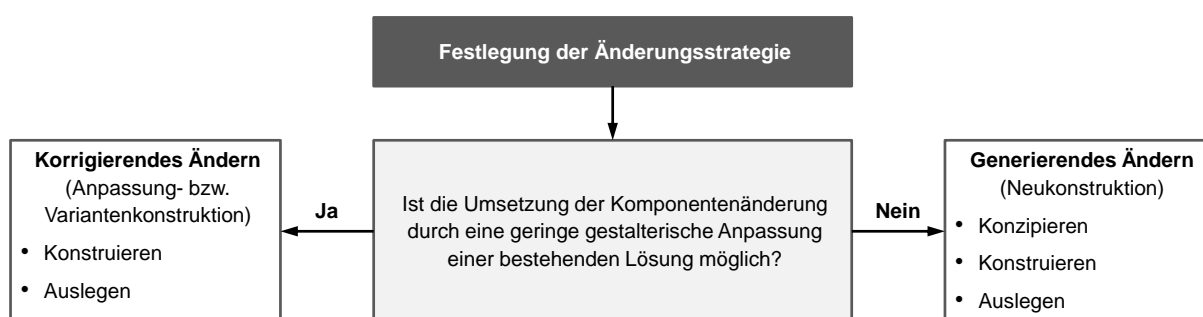 Festlegung der Änderungsstrategie
Korrigierendes Ändern
(Anpassung- bzw.
Variantenkonstruktion)
• Konstruieren
• Auslegen
Ja
Ist die Umsetzung der Komponentenänderung
durch eine geringe gestalterische Anpassung
einer bestehenden Lösung möglich?
Nein
Generierendes Ändern
(Neukonstruktion)
• Konzipieren
• Konstruieren
• Auslegen